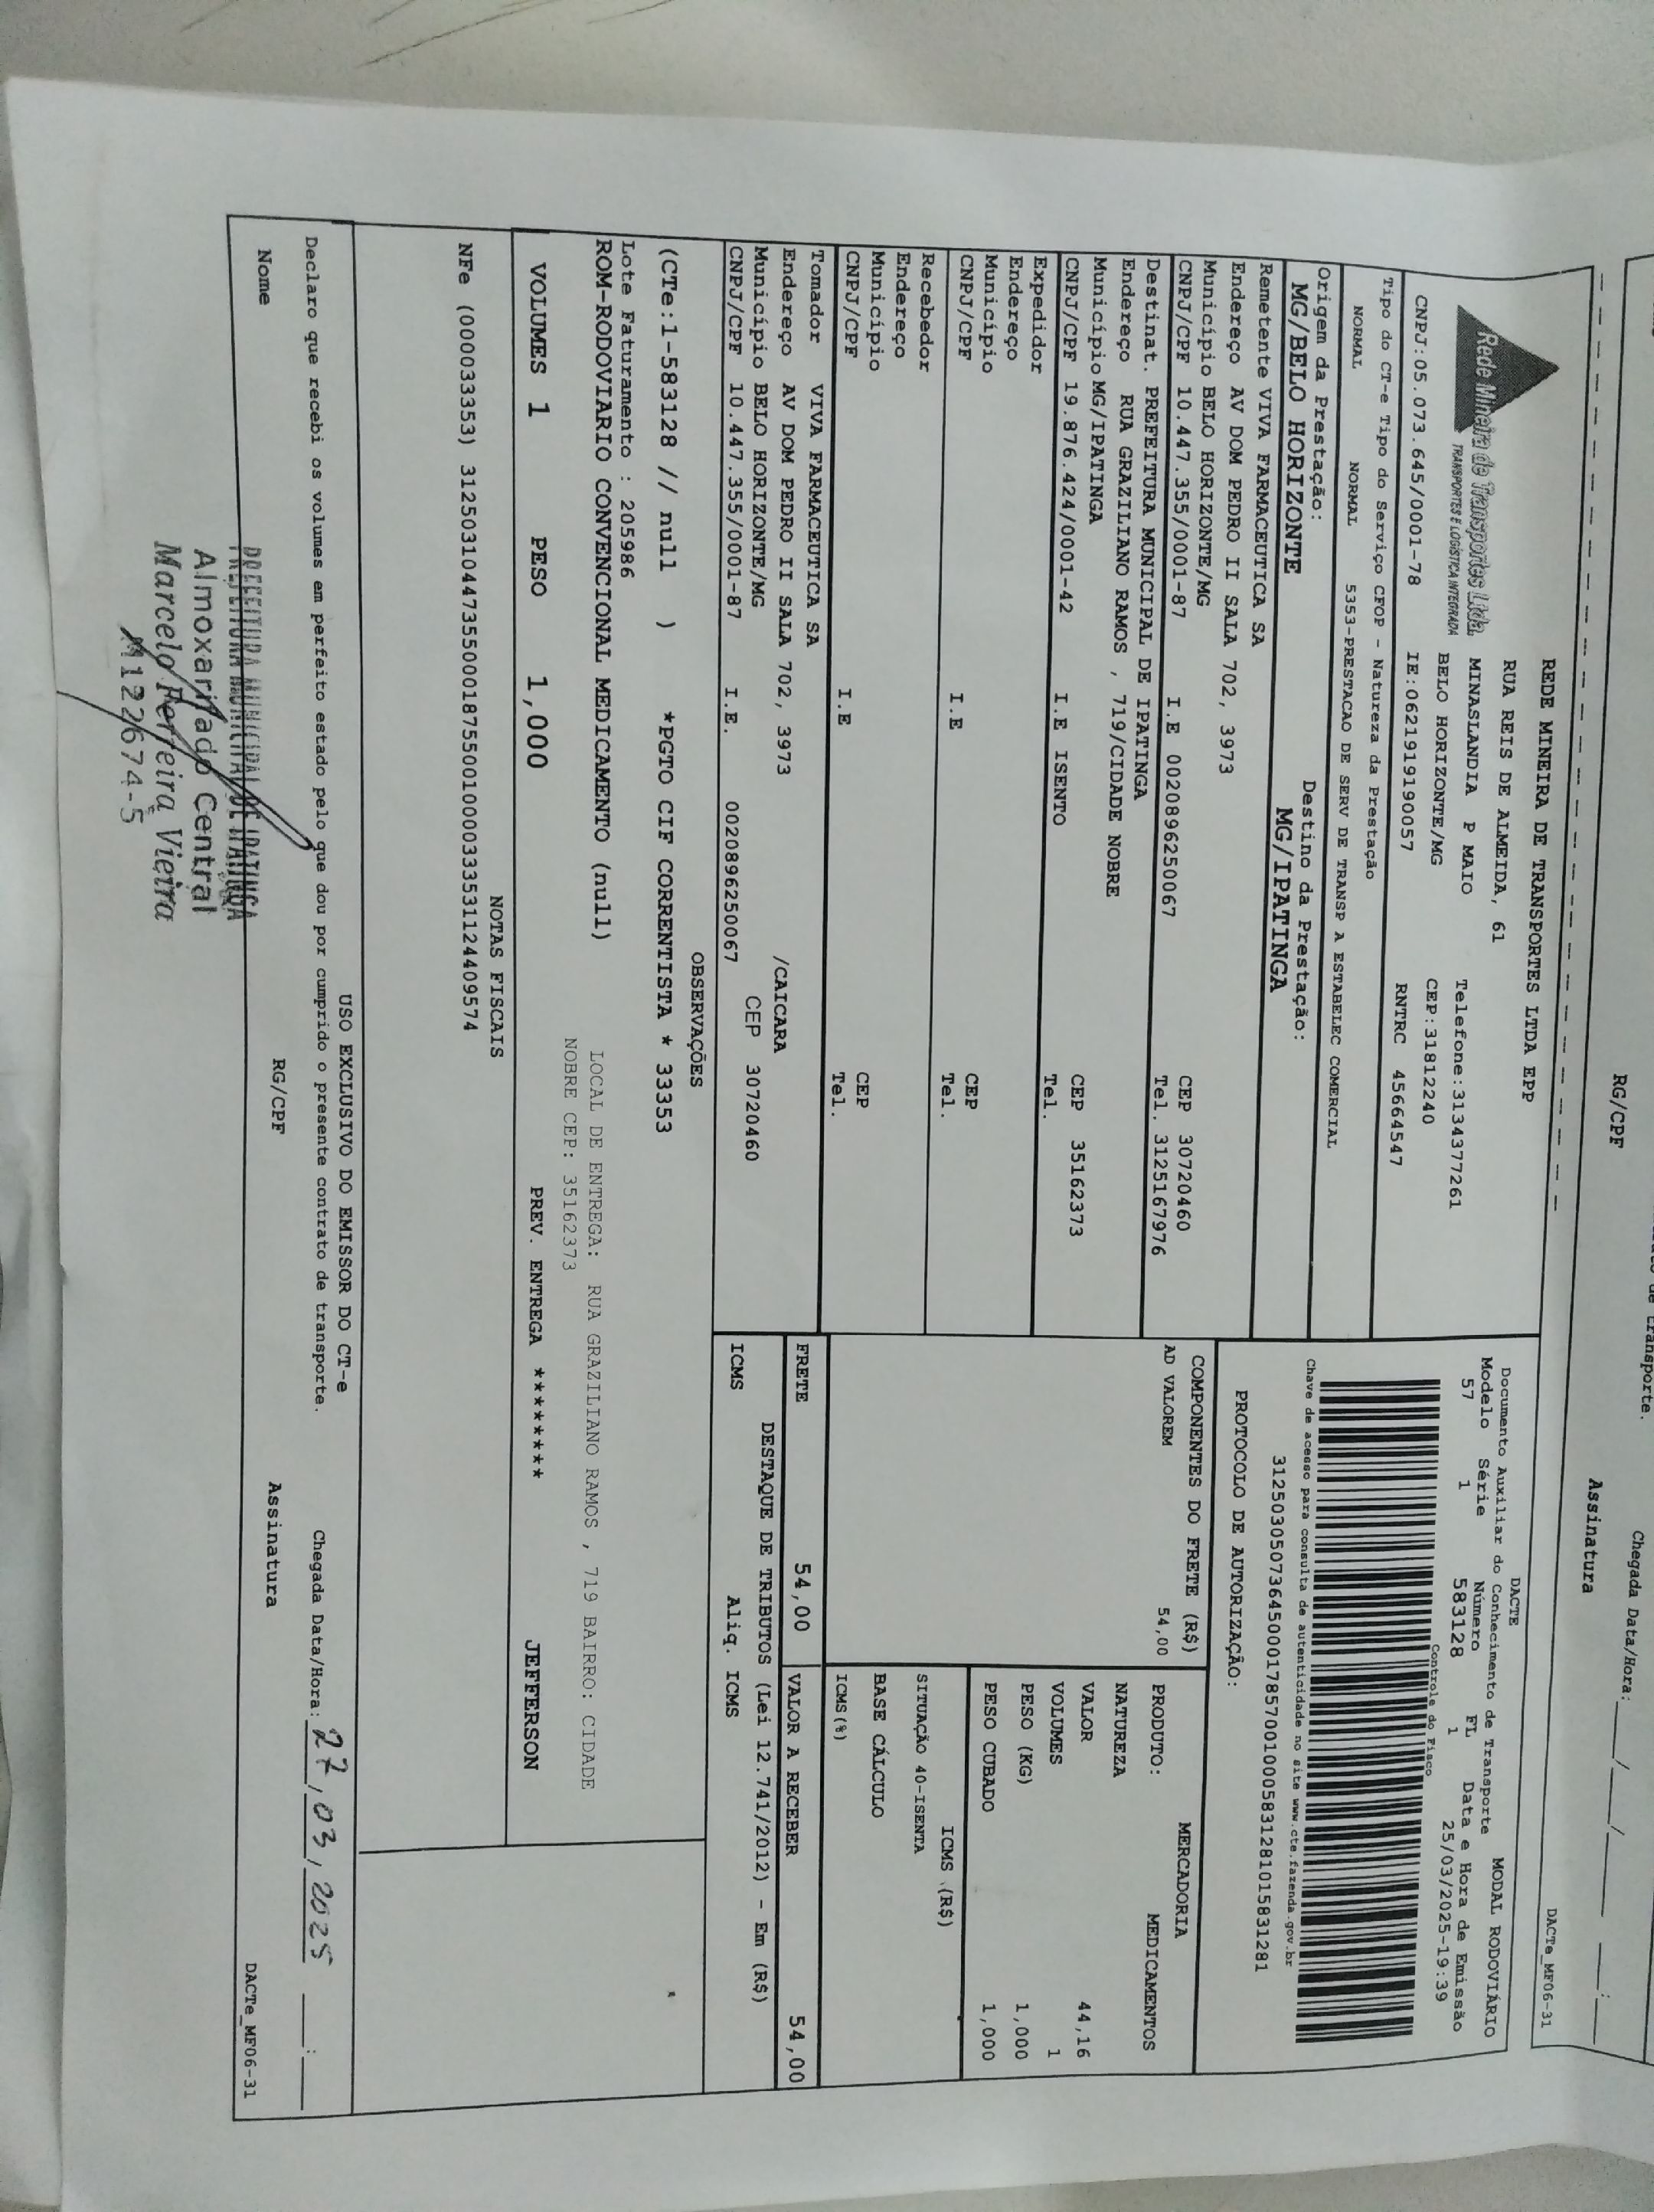 RG/CPF
Assinatura
Chegada Data/Hora: ___/___/___ ___:___
DACTe_MF06-31
Rede Mineira de Transportes Ltda.
TRANSPORTES E LOGÍSTICA INTEGRADA
REDE MINEIRA DE TRANSPORTES LTDA EPP
RUA REIS DE ALMEIDA, 61
MINASLANDIA P MAIO
BELO HORIZONTE/MG
Telefone:3134377261
CEP:31812240
CNPJ:05.073.645/0001-78 IE:0621919190057 RNTRC 45664547
Tipo do CT-e Tipo do Serviço CFOP - Natureza da Prestação
NORMAL NORMAL 5353-PRESTACAO DE SERV DE TRANSP A ESTABELEC COMERCIAL
Origem da Prestação: Destino da Prestação:
MG/BELO HORIZONTE MG/IPATINGA
DACTE
Documento Auxiliar do Conhecimento de Transporte MODAL RODOVIÁRIO
Modelo Série Número FL Data e Hora de Emissão
57 1 583128 1 25/03/2025-19:39
Controle do Fisco
Chave de acesso para consulta de autenticidade no site www.cte.fazenda.gov.br
31250305073645000178570010005831281015831281
PROTOCOLO DE AUTORIZAÇÃO:
Remetente VIVA FARMACEUTICA SA
Endereço AV DOM PEDRO II SALA 702, 3973
Município BELO HORIZONTE/MG CEP 30720460
CNPJ/CPF 10.447.355/0001-87 I.E 0020896250067 Tel. 3125167976
Destinat. PREFEITURA MUNICIPAL DE IPATINGA
Endereço RUA GRAZILIANO RAMOS , 719/CIDADE NOBRE
Município MG/IPATINGA CEP 35162373
CNPJ/CPF 19.876.424/0001-42 I.E ISENTO Tel.
Expedidor
Endereço
Município CEP
CNPJ/CPF I.E Tel.
Recebedor
Endereço
Município CEP
CNPJ/CPF I.E Tel.
Tomador VIVA FARMACEUTICA SA
Endereço AV DOM PEDRO II SALA 702, 3973 /CAICARA
Município BELO HORIZONTE/MG CEP 30720460
CNPJ/CPF 10.447.355/0001-87 I.E. 0020896250067
COMPONENTES DO FRETE (R$)
AD VALOREM 54,00
MERCADORIA
PRODUTO: MEDICAMENTOS
NATUREZA
VALOR 44,16
VOLUMES 1
PESO (KG) 1,000
PESO CUBADO 1,000
ICMS (R$)
SITUAÇÃO 40-ISENTA
BASE CÁLCULO
ICMS(%)
FRETE 54,00 VALOR A RECEBER 54,00
DESTAQUE DE TRIBUTOS (Lei 12.741/2012) - Em (R$)
ICMS Aliq. ICMS
OBSERVAÇÕES
(CTe:1-583128 // null ) *PGTO CIF CORRENTISTA * 33353
Lote Faturamento : 205986
ROM-RODOVIARIO CONVENCIONAL MEDICAMENTO (null)
LOCAL DE ENTREGA: RUA GRAZILIANO RAMOS , 719 BAIRRO: CIDADE
NOBRE CEP: 35162373
VOLUMES 1 PESO 1,000 PREV. ENTREGA ******** JEFFERSON
NOTAS FISCAIS
NFe (000033353) 31250310447355000187550010000333531124409574
USO EXCLUSIVO DO EMISSOR DO CT-e
Declaro que recebi os volumes em perfeito estado pelo que dou por cumprido o presente contrato de transporte. Chegada Data/Hora: 27/03/2025 ___:___
Nome RG/CPF Assinatura
DACTe_MF06-31
PREFEITURA MUNICIPAL DE IPATINGA
Almoxarifado Central
Marcelo Ferreira Vieira
M122674-5